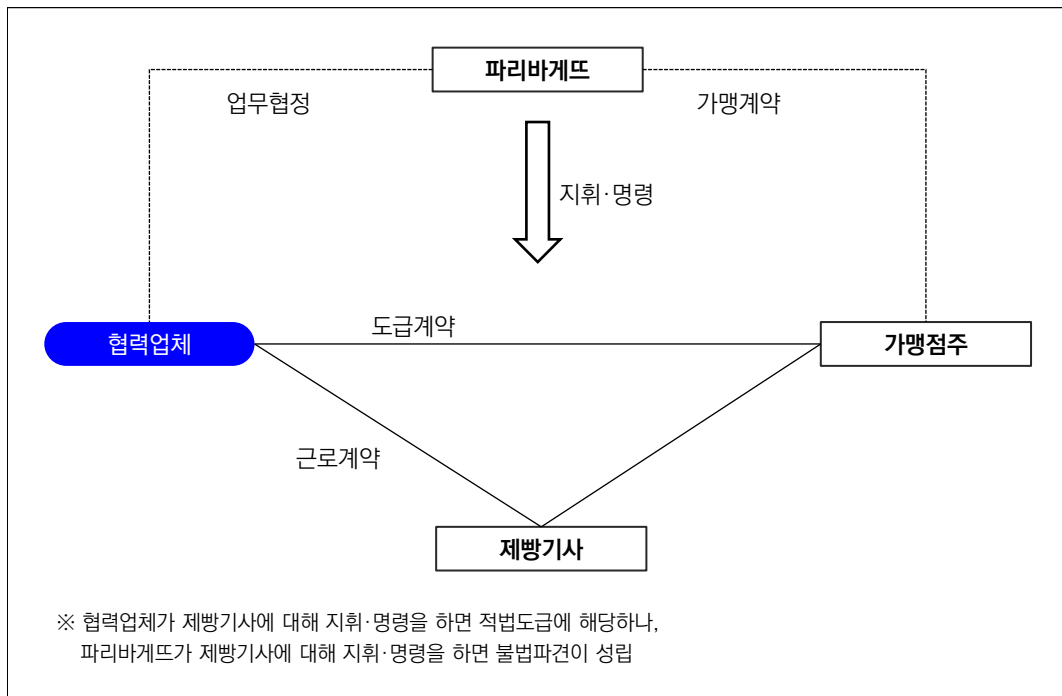 파리바게뜨
업무협정
가맹계약
지휘·명령
협력업체
도급계약
가맹점주
근로계약
제빵기사
※ 협력업체가 제빵기사에 대해 지휘·명령을 하면 적법도급에 해당하나,
파리바게뜨가 제빵기사에 대해 지휘·명령을 하면 불법파견이 성립